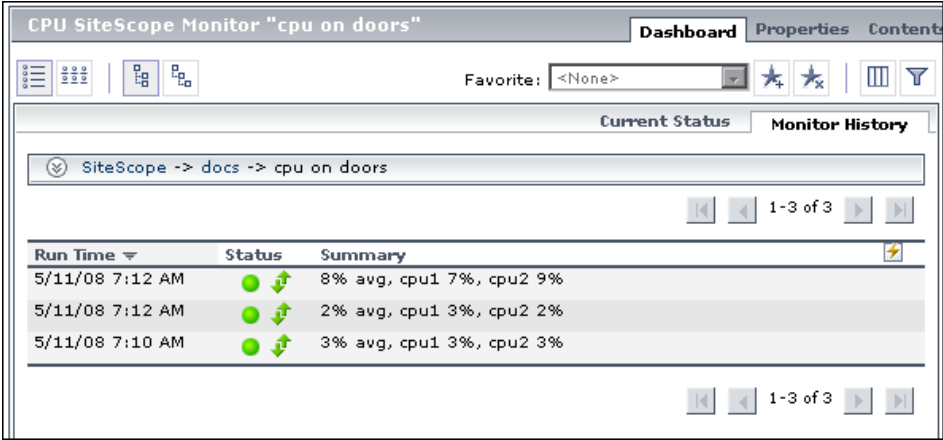 CPU SiteScope Monitor "cpu on doors"
Dashboard Properties Contents
Favorite: <None>
Current Status Monitor History
SiteScope -> docs -> cpu on doors
1-3 of 3
Run Time Status Summary
5/11/08 7:12 AM 8% avg, cpu1 7%, cpu2 9%
5/11/08 7:12 AM 2% avg, cpu1 3%, cpu2 2%
5/11/08 7:10 AM 3% avg, cpu1 3%, cpu2 3%
1-3 of 3